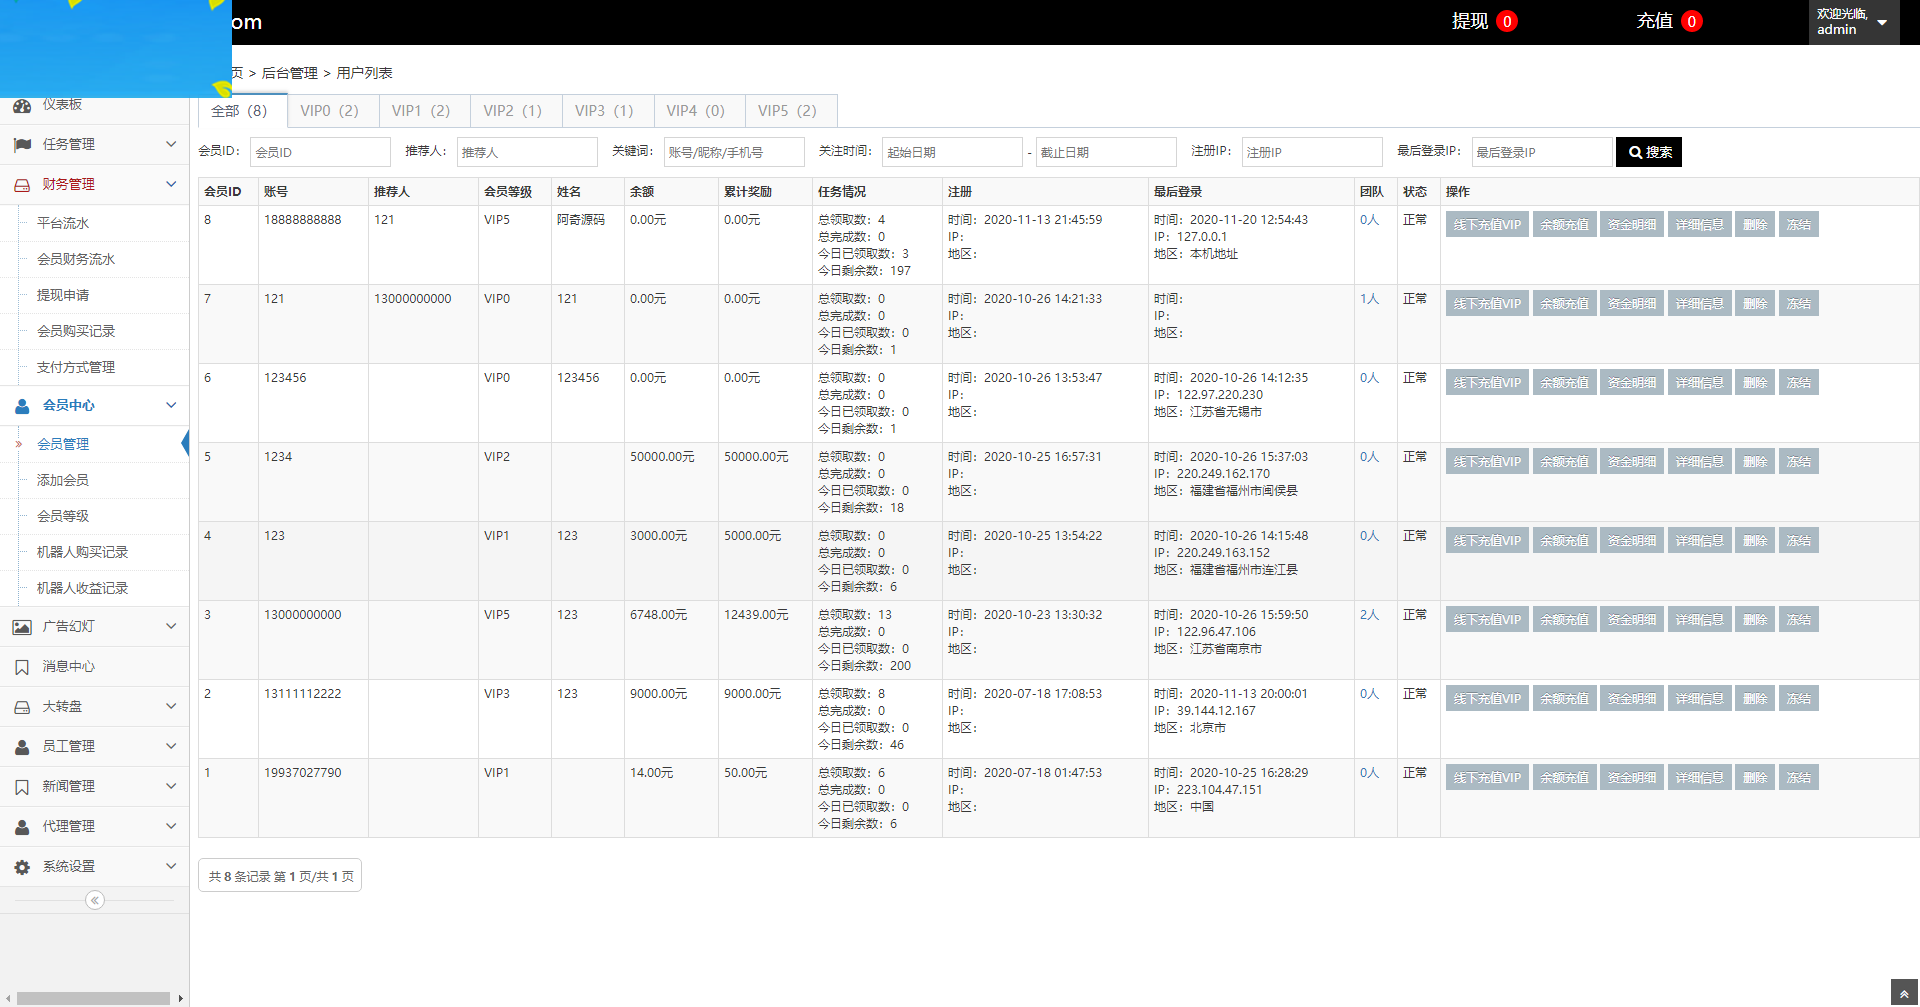 om
提现 0
充值 0
欢迎光临,
admin
页 > 后台管理 > 用户列表
仪表板
任务管理
财务管理
平台流水
会员财务流水
提现申请
会员购买记录
支付方式管理
会员中心
» 会员管理
添加会员
会员等级
机器人购买记录
机器人收益记录
广告幻灯
消息中心
大转盘
员工管理
新闻管理
代理管理
系统设置
全部（8） VIP0（2） VIP1（2） VIP2（1） VIP3（1） VIP4（0） VIP5（2）
会员ID： 会员ID 推荐人： 推荐人 关键词： 账号/昵称/手机号 关注时间： 起始日期 - 截止日期 注册IP： 注册IP 最后登录IP： 最后登录IP 搜索
会员ID 账号 推荐人 会员等级 姓名 余额 累计奖励 任务情况 注册 最后登录 团队 状态 操作
8 18888888888 121 VIP5 阿奇源码 0.00元 0.00元 总领取数：4 时间：2020-11-13 21:45:59 时间：2020-11-20 12:54:43 0人 正常 线下充值VIP 余额充值 资金明细 详细信息 删除 冻结
总完成数：0 IP： IP：127.0.0.1
今日已领取数：3 地区： 地区：本机地址
今日剩余数：197
7 121 13000000000 VIP0 121 0.00元 0.00元 总领取数：0 时间：2020-10-26 14:21:33 时间： 1人 正常 线下充值VIP 余额充值 资金明细 详细信息 删除 冻结
总完成数：0 IP： IP：
今日已领取数：0 地区： 地区：
今日剩余数：1
6 123456 VIP0 123456 0.00元 0.00元 总领取数：0 时间：2020-10-26 13:53:47 时间：2020-10-26 14:12:35 0人 正常 线下充值VIP 余额充值 资金明细 详细信息 删除 冻结
总完成数：0 IP： IP：122.97.220.230
今日已领取数：0 地区： 地区：江苏省无锡市
今日剩余数：1
5 1234 VIP2 50000.00元 50000.00元 总领取数：0 时间：2020-10-25 16:57:31 时间：2020-10-26 15:37:03 0人 正常 线下充值VIP 余额充值 资金明细 详细信息 删除 冻结
总完成数：0 IP： IP：220.249.162.170
今日已领取数：0 地区： 地区：福建省福州市闽侯县
今日剩余数：18
4 123 VIP1 123 3000.00元 5000.00元 总领取数：0 时间：2020-10-25 13:54:22 时间：2020-10-26 14:15:48 0人 正常 线下充值VIP 余额充值 资金明细 详细信息 删除 冻结
总完成数：0 IP： IP：220.249.163.152
今日已领取数：0 地区： 地区：福建省福州市连江县
今日剩余数：6
3 13000000000 VIP5 123 6748.00元 12439.00元 总领取数：13 时间：2020-10-23 13:30:32 时间：2020-10-26 15:59:50 2人 正常 线下充值VIP 余额充值 资金明细 详细信息 删除 冻结
总完成数：0 IP： IP：122.96.47.106
今日已领取数：0 地区： 地区：江苏省南京市
今日剩余数：200
2 13111112222 VIP3 123 9000.00元 9000.00元 总领取数：8 时间：2020-07-18 17:08:53 时间：2020-11-13 20:00:01 0人 正常 线下充值VIP 余额充值 资金明细 详细信息 删除 冻结
总完成数：0 IP： IP：39.144.12.167
今日已领取数：0 地区： 地区：北京市
今日剩余数：46
1 19937027790 VIP1 14.00元 50.00元 总领取数：6 时间：2020-07-18 01:47:53 时间：2020-10-25 16:28:29 0人 正常 线下充值VIP 余额充值 资金明细 详细信息 删除 冻结
总完成数：0 IP： IP：223.104.47.151
今日已领取数：0 地区： 地区：中国
今日剩余数：6
共 8 条记录 第 1 页/共 1 页